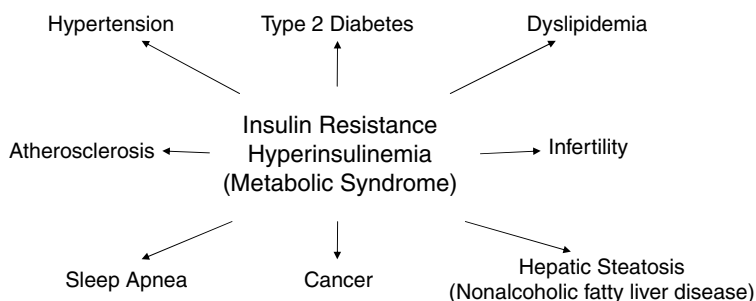 Hypertension
Type 2 Diabetes
Dyslipidemia
Insulin Resistance
Hyperinsulinemia
(Metabolic Syndrome)
Atherosclerosis
Infertility
Sleep Apnea
Cancer
Hepatic Steatosis
(Nonalcoholic fatty liver disease)